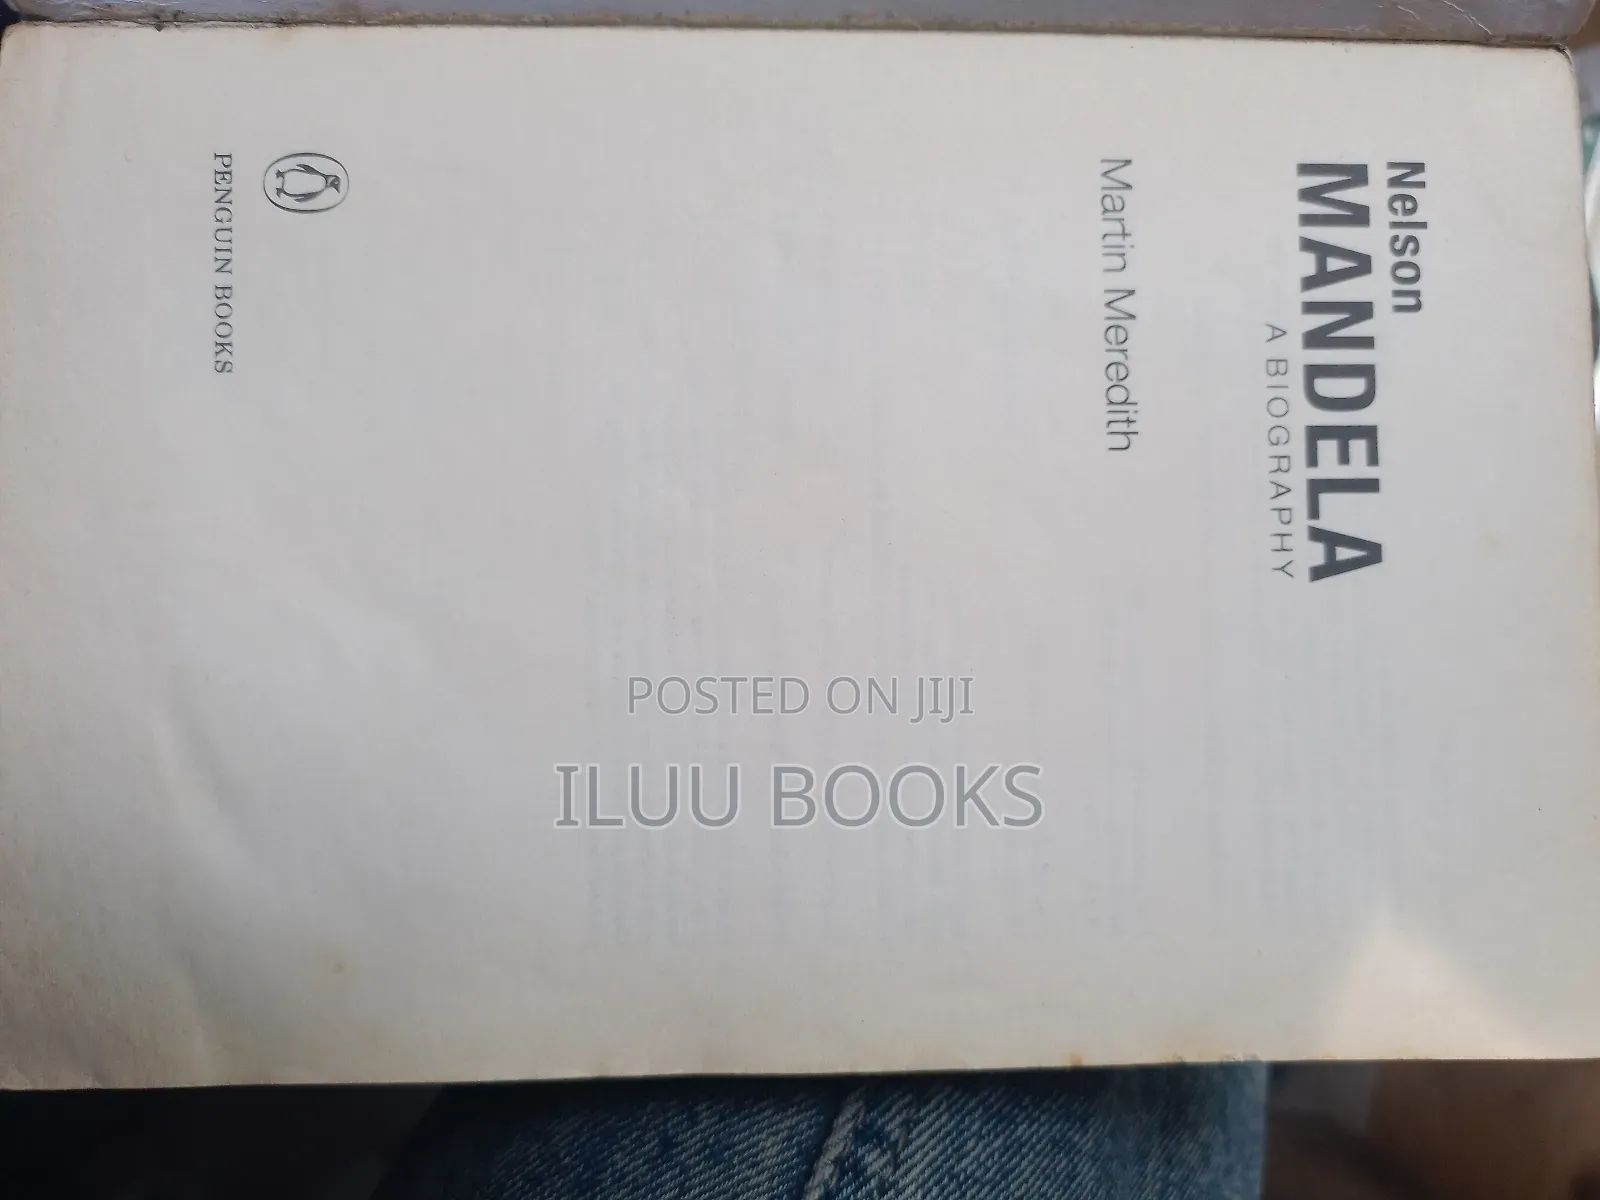 Nelson
MANDELA
A BIOGRAPHY
Martin Meredith
PENGUIN BOOKS
POSTED ON JIJI
ILUU BOOKS